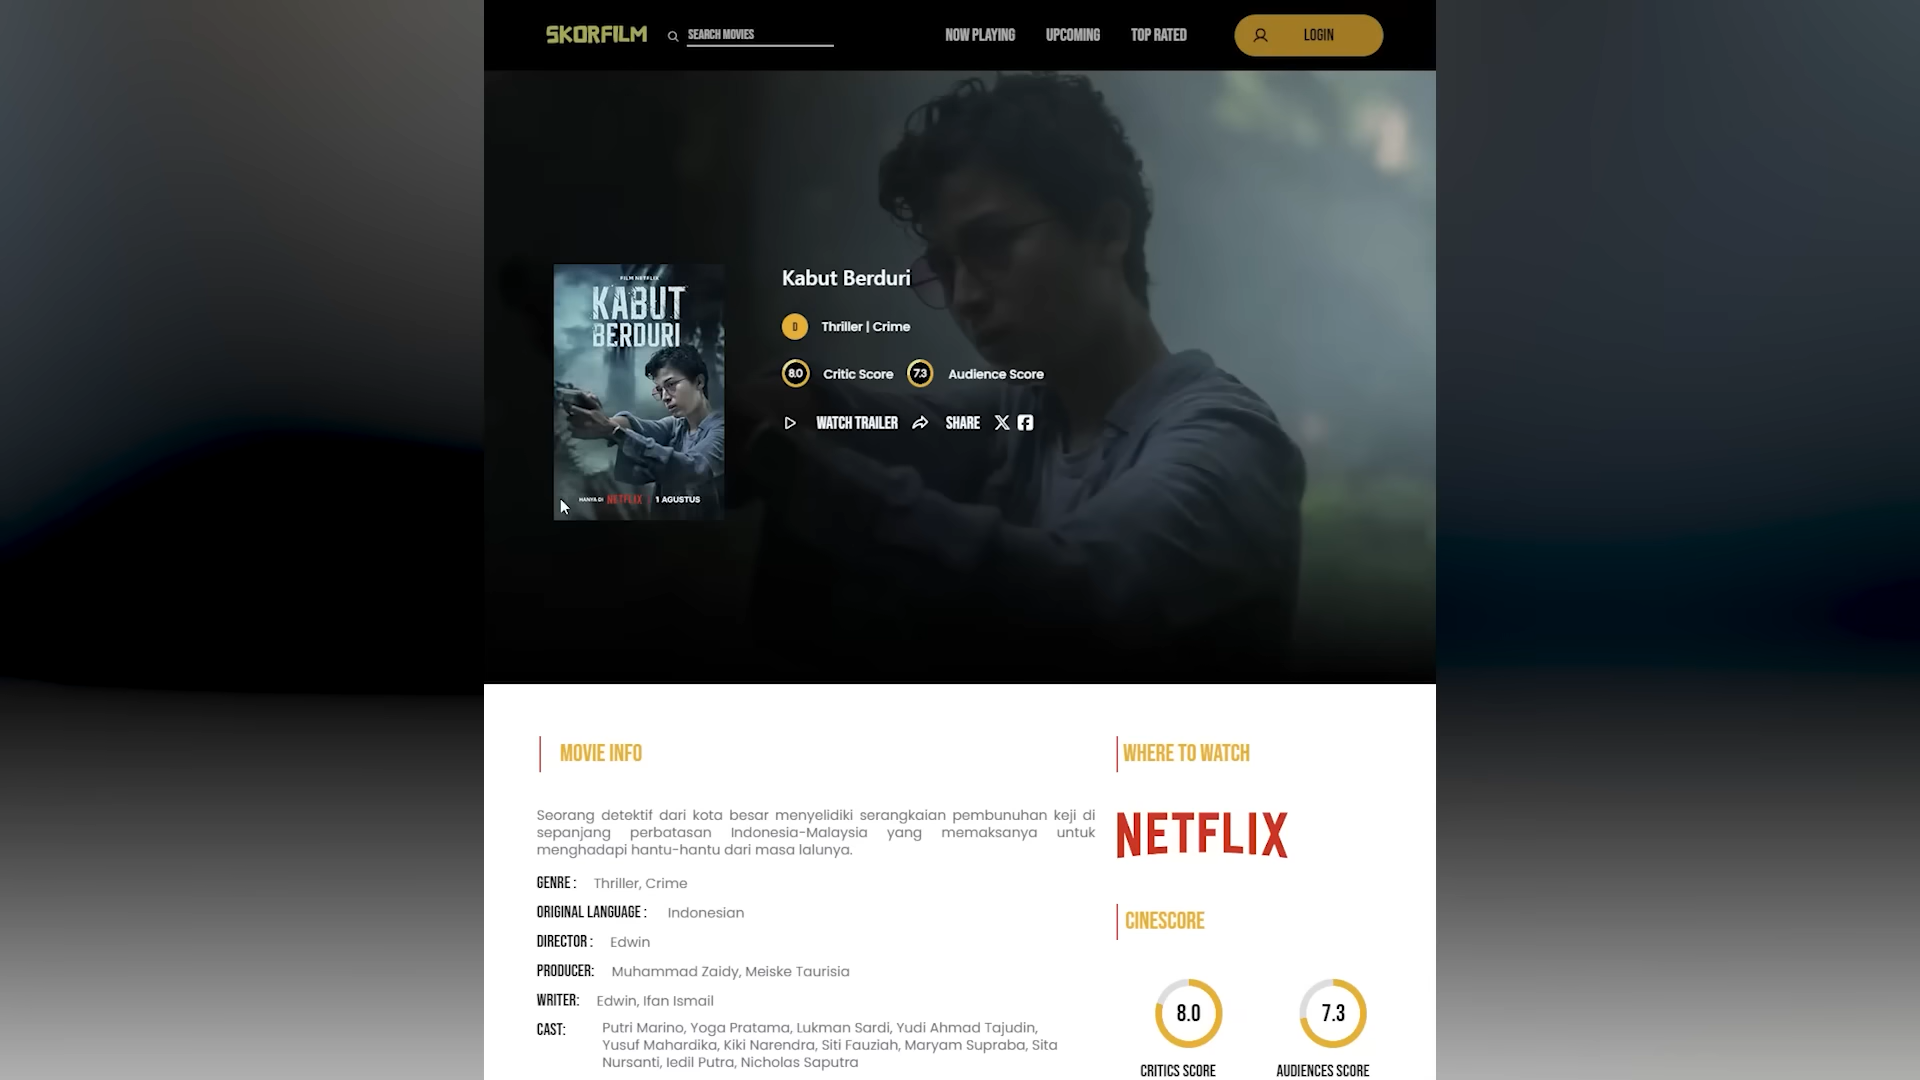 SKORFILM
SEARCH MOVIES
NOW PLAYING
UPCOMING
TOP RATED
LOGIN
FILM NETFLIX
KABUT
BERDURI
HANYA DI NETFLIX 1 AGUSTUS
Kabut Berduri
D
Thriller | Crime
8.0
Critic Score
7.3
Audience Score
WATCH TRAILER
SHARE
MOVIE INFO
Seorang detektif dari kota besar menyelidiki serangkaian pembunuhan keji di
sepanjang perbatasan Indonesia-Malaysia yang memaksanya untuk
menghadapi hantu-hantu dari masa lalunya.
GENRE : Thriller, Crime
ORIGINAL LANGUAGE : Indonesian
DIRECTOR : Edwin
PRODUCER: Muhammad Zaidy, Meiske Taurisia
WRITER: Edwin, Ifan Ismail
CAST: Putri Marino, Yoga Pratama, Lukman Sardi, Yudi Ahmad Tajudin,
Yusuf Mahardika, Kiki Narendra, Siti Fauziah, Maryam Supraba, Sita
Nursanti, Iedil Putra, Nicholas Saputra
WHERE TO WATCH
NETFLIX
CINESCORE
8.0
CRITICS SCORE
7.3
AUDIENCES SCORE